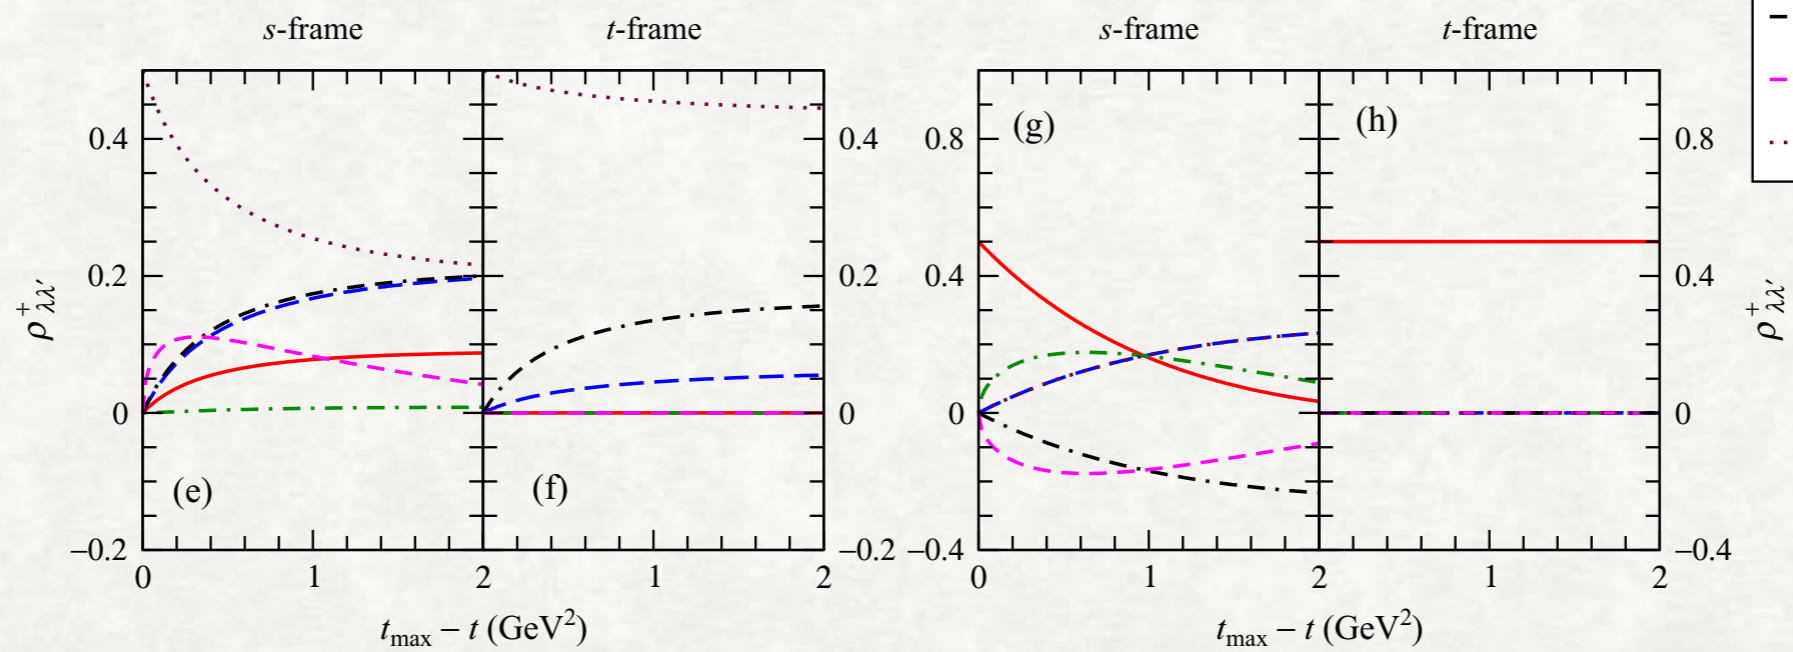 s-frame t-frame s-frame t-frame
(g) (h)
0.4 0.4 0.8 0.8
0.2 0.2 0.4 0.4
ρ⁺λλ′ ρ⁺λλ′
0 0 0 0
(e) (f)
−0.2 −0.2 −0.4 −0.4
0 1 2 1 2 0 1 2 1 2
tmax − t (GeV²) tmax − t (GeV²)